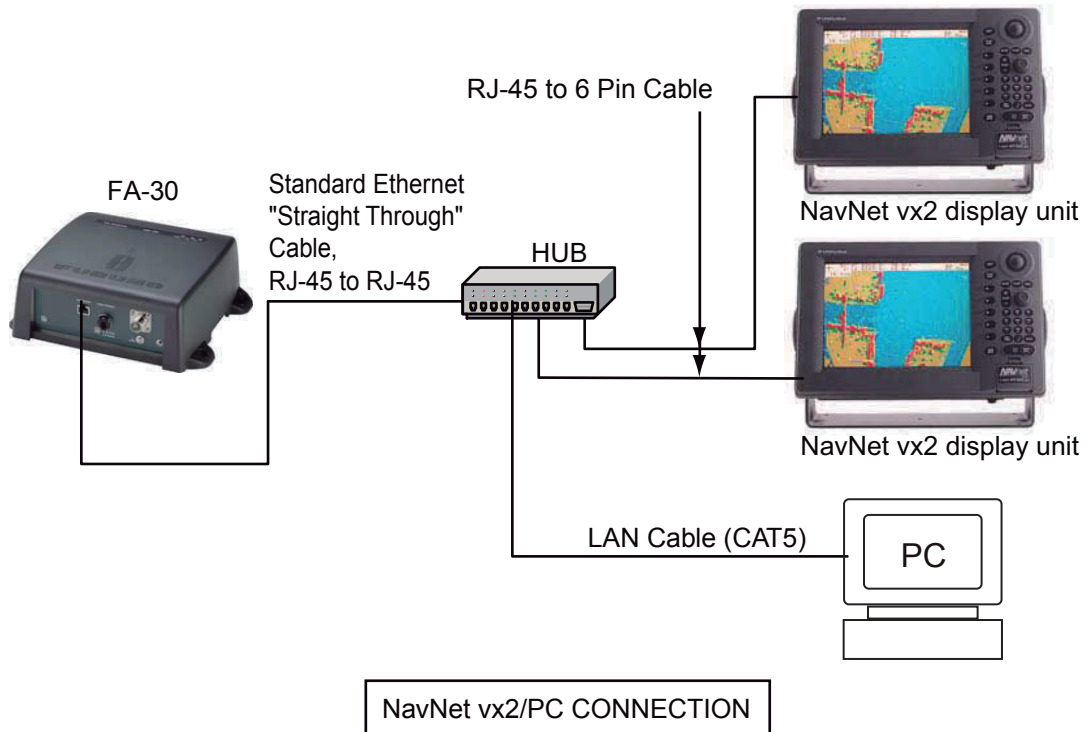 RJ-45 to 6 Pin Cable
NavNet vx2 display unit
FA-30
Standard Ethernet
"Straight Through"
Cable,
RJ-45 to RJ-45
HUB
NavNet vx2 display unit
LAN Cable (CAT5)
PC
NavNet vx2/PC CONNECTION